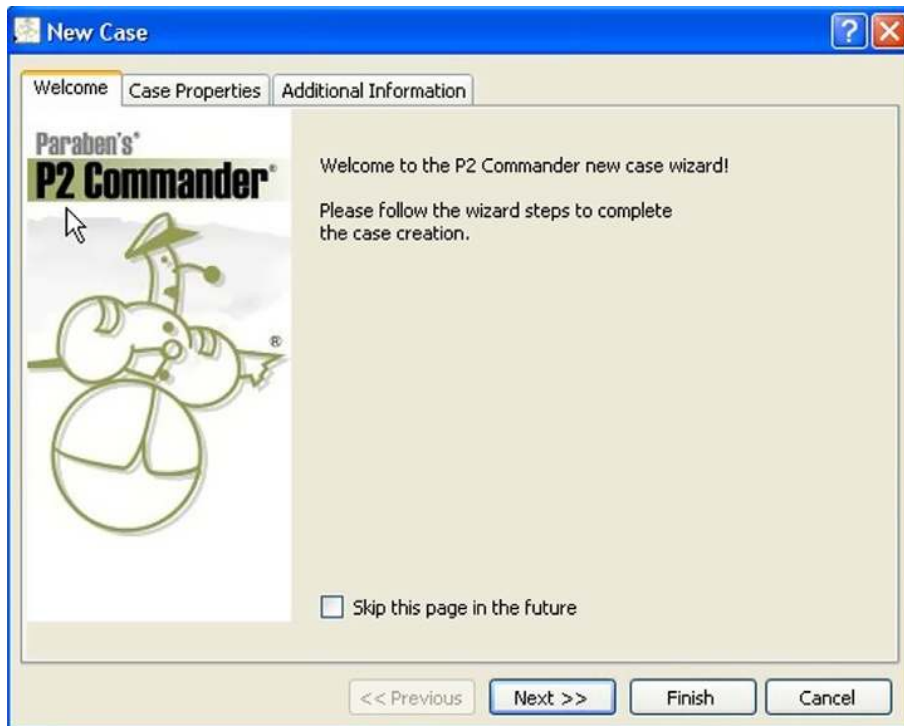 New Case
Welcome
Case Properties
Additional Information
Paraben's®
P2 Commander®
Welcome to the P2 Commander new case wizard!
Please follow the wizard steps to complete
the case creation.
®
Skip this page in the future
<< Previous
Next >>
Finish
Cancel